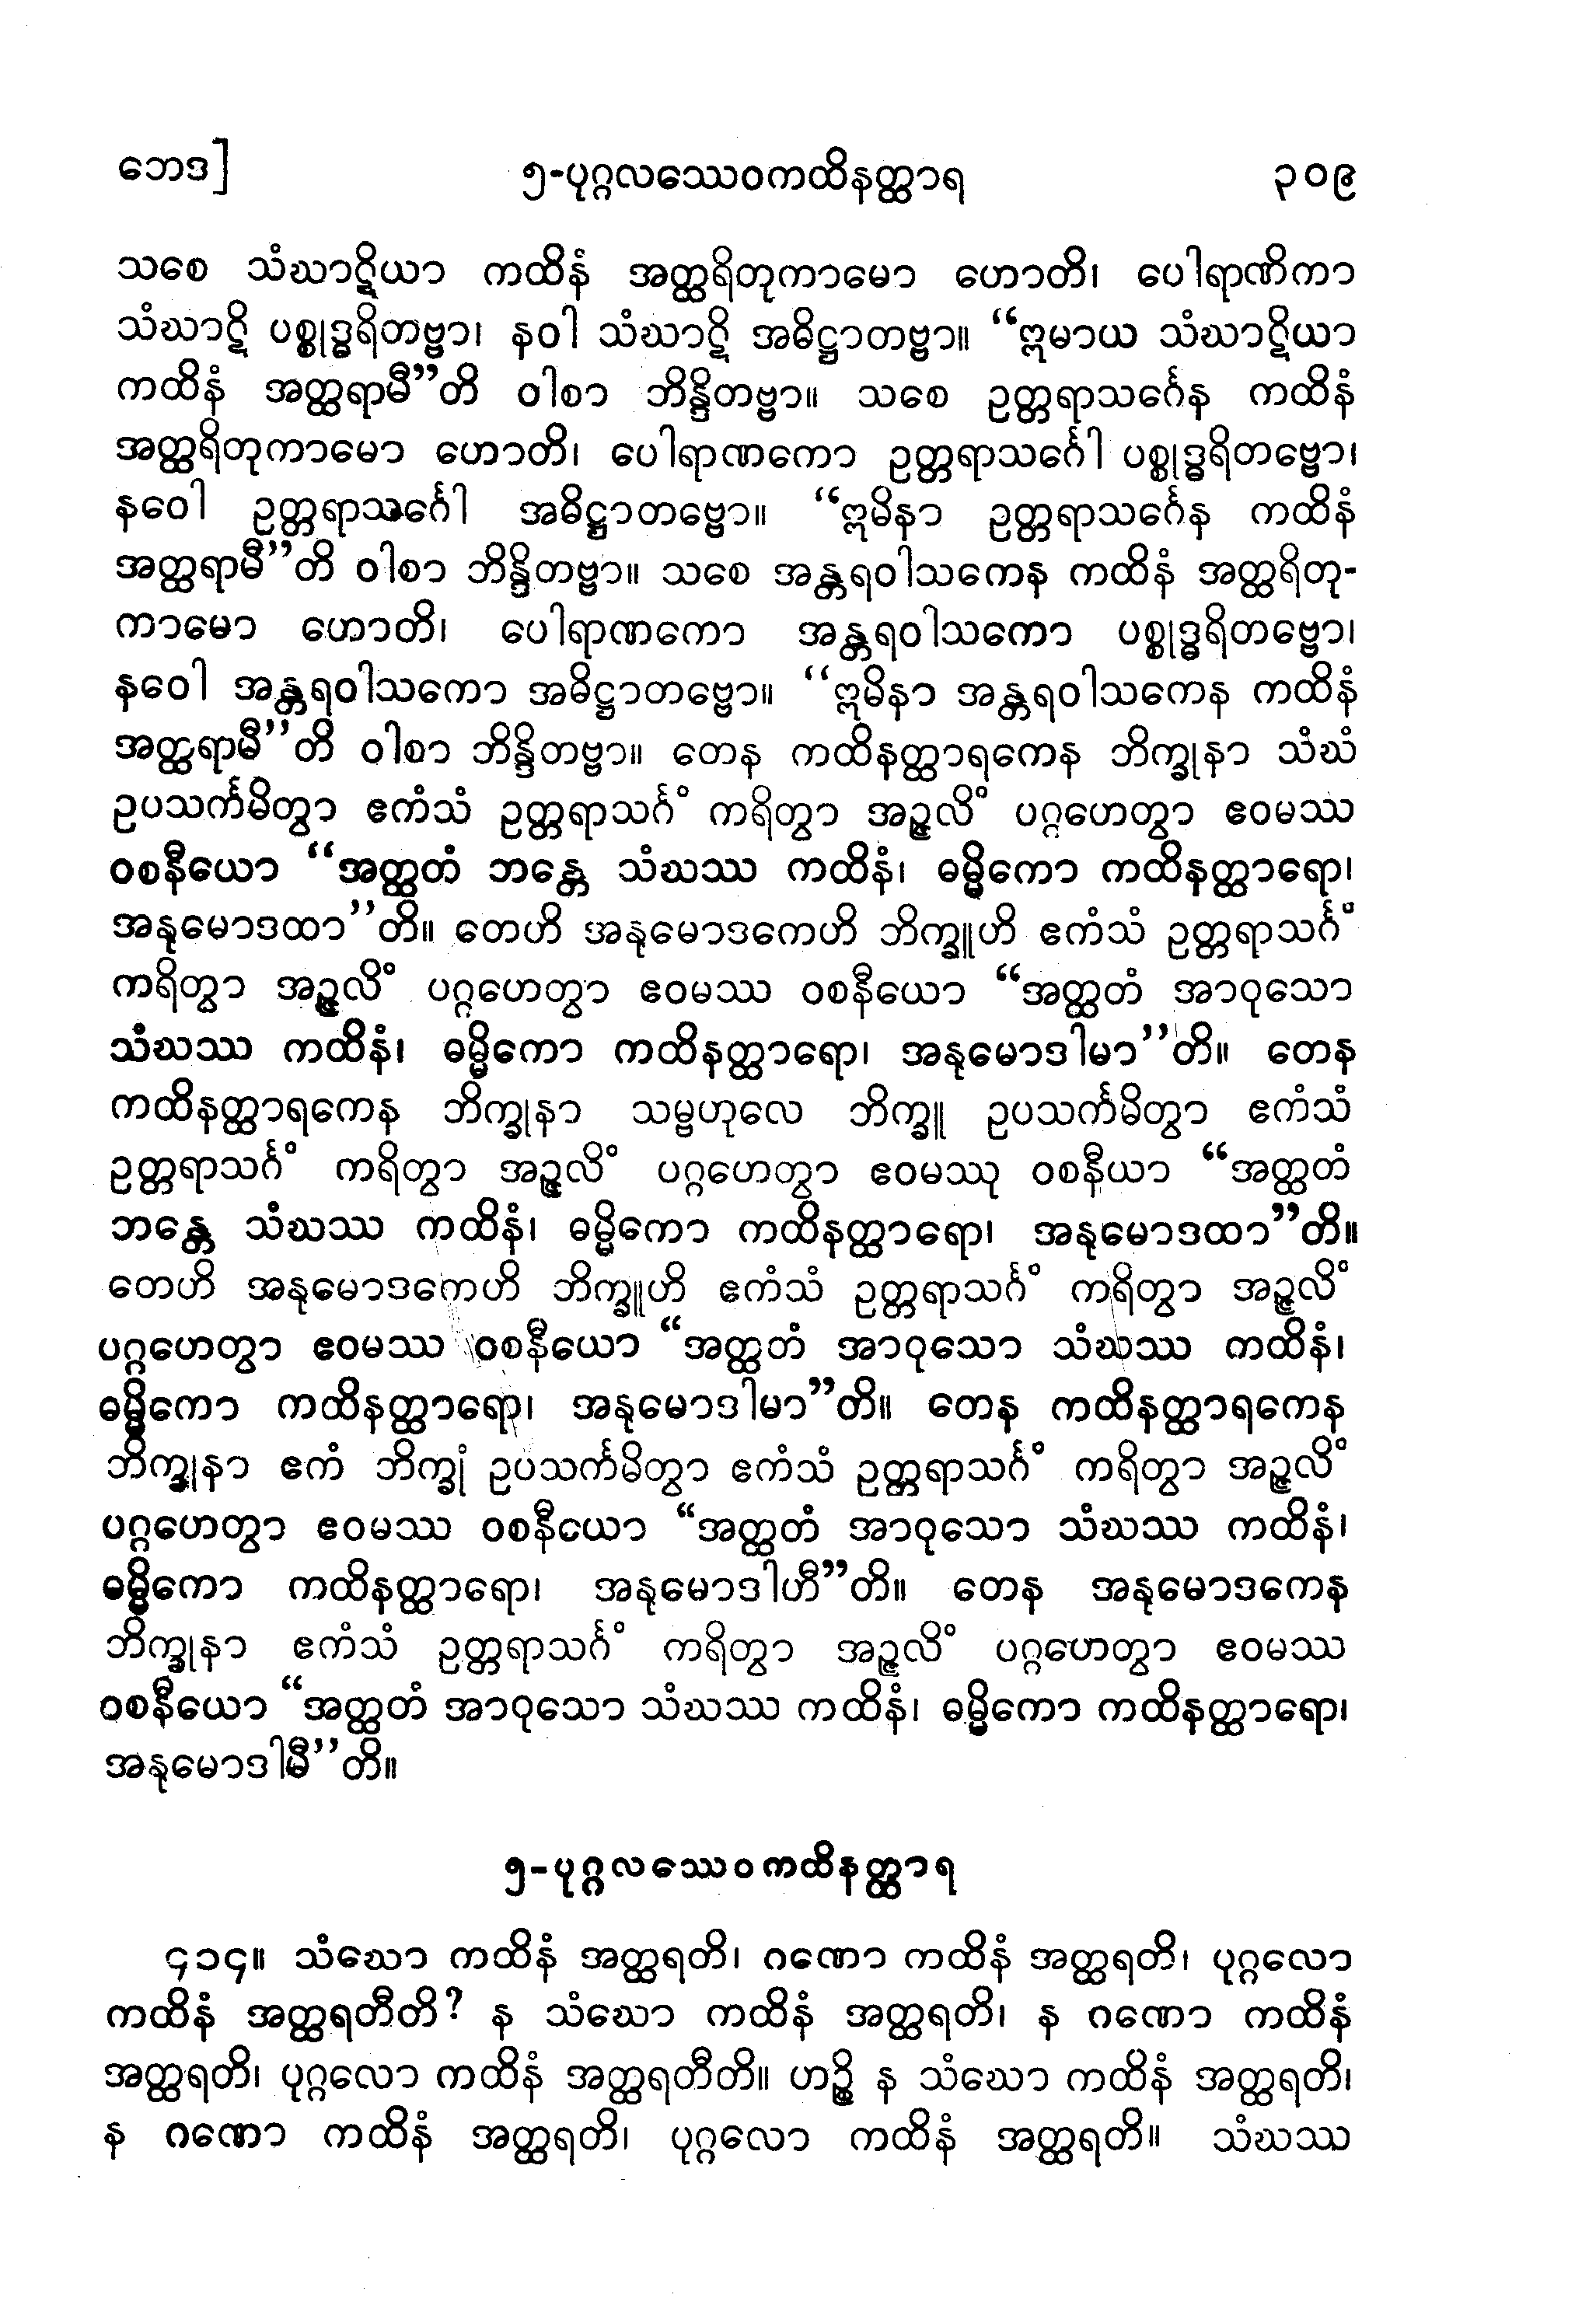 ဘေဒ]
၅-ပုဂ္ဂလဿေဝကထိနတ္ထာရ
၃၀၉
သစေ သံဃာဋိယာ ကထိနံ အတ္ထရိတုကာမော ဟောတိ၊ ပေါရာဏိကာ
သံဃာဋိ ပစ္စုဒ္ဓရိတဗ္ဗာ၊ နဝါ သံဃာဋိ အဓိဋ္ဌာတဗ္ဗာ။ “ဣမာယ သံဃာဋိယာ
ကထိနံ အတ္ထရာမီ”တိ ဝါစာ ဘိန္ဒိတဗ္ဗာ။ သစေ ဥတ္တရာသင်္ဂေန ကထိနံ
အတ္ထရိတုကာမော ဟောတိ၊ ပေါရာဏကော ဥတ္တရာသင်္ဂေါ ပစ္စုဒ္ဓရိတဗ္ဗော၊
နဝေါ ဥတ္တရာသင်္ဂေါ အဓိဋ္ဌာတဗ္ဗော။ “ဣမိနာ ဥတ္တရာသင်္ဂေန ကထိနံ
အတ္ထရာမီ”တိ ဝါစာ ဘိန္ဒိတဗ္ဗာ။ သစေ အန္တရဝါသကေန ကထိနံ အတ္ထရိတု-
ကာမော ဟောတိ၊ ပေါရာဏကော အန္တရဝါသကော ပစ္စုဒ္ဓရိတဗ္ဗော၊
နဝေါ အန္တရဝါသကော အဓိဋ္ဌာတဗ္ဗော။ “ဣမိနာ အန္တရဝါသကေန ကထိနံ
အတ္ထရာမီ”တိ ဝါစာ ဘိန္ဒိတဗ္ဗာ။ တေန ကထိနတ္ထာရကေန ဘိက္ခုနာ သံဃံ
ဥပသင်္ကမိတွာ ဧကံသံ ဥတ္တရာသင်္ဂံ ကရိတွာ အဉ္ဇလိံ ပဂ္ဂဟေတွာ ဧဝမဿ
ဝစနီယော “အတ္ထတံ ဘန္တေ သံဃဿ ကထိနံ၊ ဓမ္မိကော ကထိနတ္ထာရော၊
အနုမောဒထာ”တိ။ တေဟိ အနုမောဒကေဟိ ဘိက္ခူဟိ ဧကံသံ ဥတ္တရာသင်္ဂံ
ကရိတွာ အဉ္ဇလိံ ပဂ္ဂဟေတွာ ဧဝမဿ ဝစနီယော “အတ္ထတံ အာဝုသော
သံဃဿ ကထိနံ၊ ဓမ္မိကော ကထိနတ္ထာရော၊ အနုမောဒါမာ”တိ။ တေန
ကထိနတ္ထာရကေန ဘိက္ခုနာ သမ္ဗဟုလေ ဘိက္ခူ ဥပသင်္ကမိတွာ ဧကံသံ
ဥတ္တရာသင်္ဂံ ကရိတွာ အဉ္ဇလိံ ပဂ္ဂဟေတွာ ဧဝမဿု ဝစနီယာ “အတ္ထတံ
ဘန္တေ သံဃဿ ကထိနံ၊ ဓမ္မိကော ကထိနတ္ထာရော၊ အနုမောဒထာ”တိ။
တေဟိ အနုမောဒကေဟိ ဘိက္ခူဟိ ဧကံသံ ဥတ္တရာသင်္ဂံ ကရိတွာ အဉ္ဇလိံ
ပဂ္ဂဟေတွာ ဧဝမဿ ဝစနီယော “အတ္ထတံ အာဝုသော သံဃဿ ကထိနံ၊
ဓမ္မိကော ကထိနတ္ထာရော၊ အနုမောဒါမာ”တိ။ တေန ကထိနတ္ထာရကေန
ဘိက္ခုနာ ဧကံ ဘိက္ခုံ ဥပသင်္ကမိတွာ ဧကံသံ ဥတ္တရာသင်္ဂံ ကရိတွာ အဉ္ဇလိံ
ပဂ္ဂဟေတွာ ဧဝမဿ ဝစနီယော “အတ္ထတံ အာဝုသော သံဃဿ ကထိနံ၊
ဓမ္မိကော ကထိနတ္ထာရော၊ အနုမောဒါဟီ”တိ။ တေန အနုမောဒကေန
ဘိက္ခုနာ ဧကံသံ ဥတ္တရာသင်္ဂံ ကရိတွာ အဉ္ဇလိံ ပဂ္ဂဟေတွာ ဧဝမဿ
ဝစနီယော “အတ္ထတံ အာဝုသော သံဃဿ ကထိနံ၊ ဓမ္မိကော ကထိနတ္ထာရော၊
အနုမောဒါမီ”တိ။
၅-ပုဂ္ဂလဿေဝကထိနတ္ထာရ
၄၁၄။ သံဃော ကထိနံ အတ္ထရတိ၊ ဂဏော ကထိနံ အတ္ထရတိ၊ ပုဂ္ဂလော
ကထိနံ အတ္ထရတီတိ? န သံဃော ကထိနံ အတ္ထရတိ၊ န ဂဏော ကထိနံ
အတ္ထရတိ၊ ပုဂ္ဂလော ကထိနံ အတ္ထရတီတိ။ ဟဉ္စိ န သံဃော ကထိနံ အတ္ထရတိ၊
န ဂဏော ကထိနံ အတ္ထရတိ၊ ပုဂ္ဂလော ကထိနံ အတ္ထရတိ။ သံဃဿ